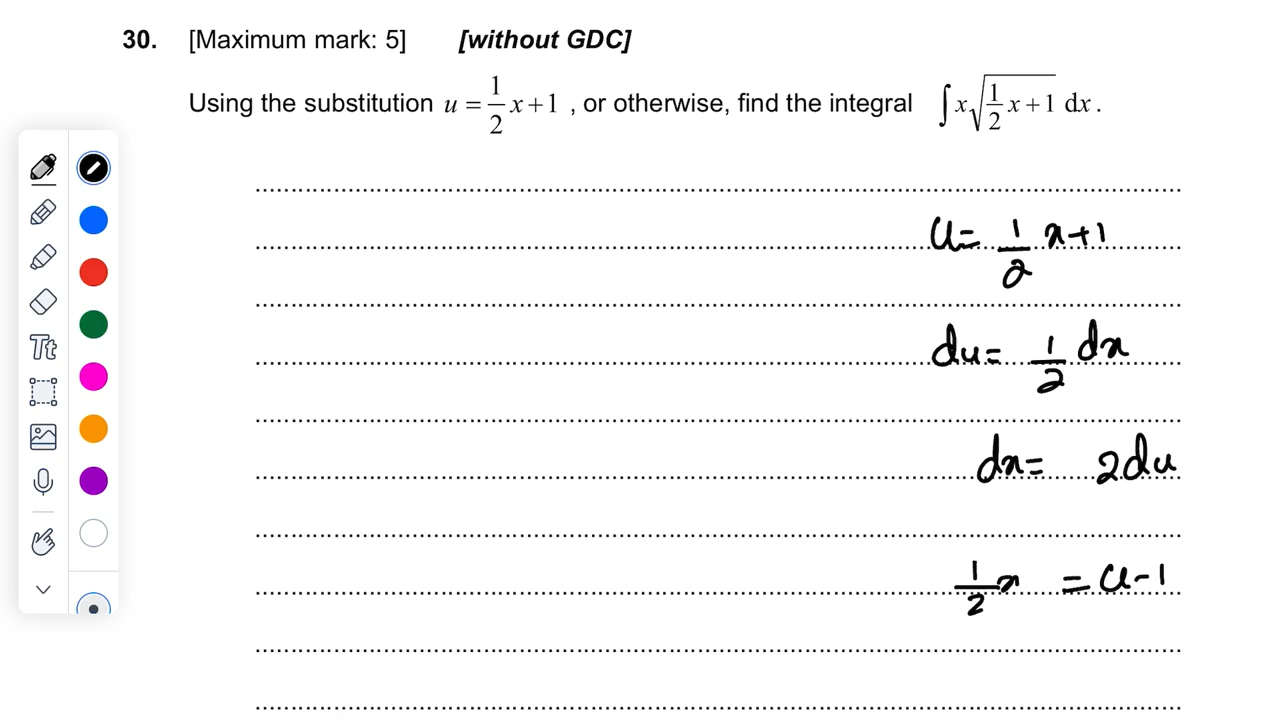 30. [Maximum mark: 5] [without GDC]
Using the substitution u = 1/2 x + 1 , or otherwise, find the integral ∫ x√(1/2 x + 1) dx .
u = 1/2 x + 1
du = 1/2 dx
dx = 2du
1/2 x = u - 1
Tt